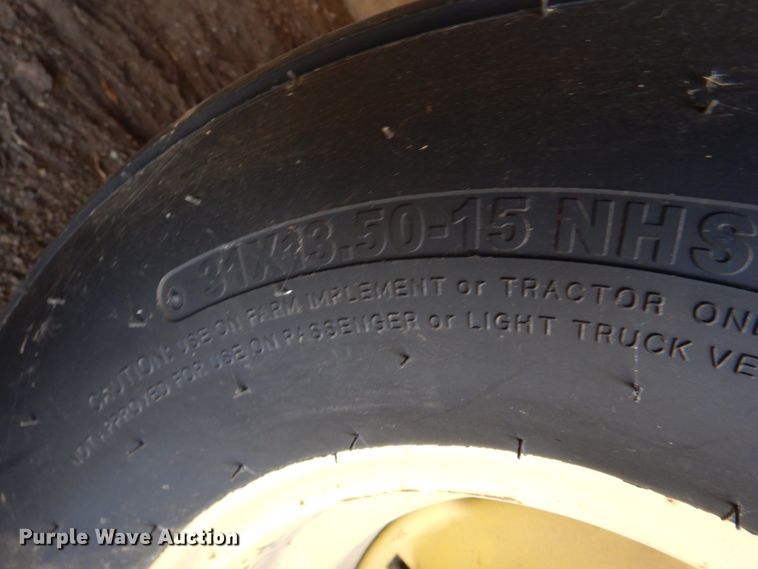 31X13.50-15 NHS
CAUTION: USE ON FARM IMPLEMENT or TRACTOR ONL
NOT APPROVED FOR USE ON PASSENGER or LIGHT TRUCK VE
Purple Wave Auction